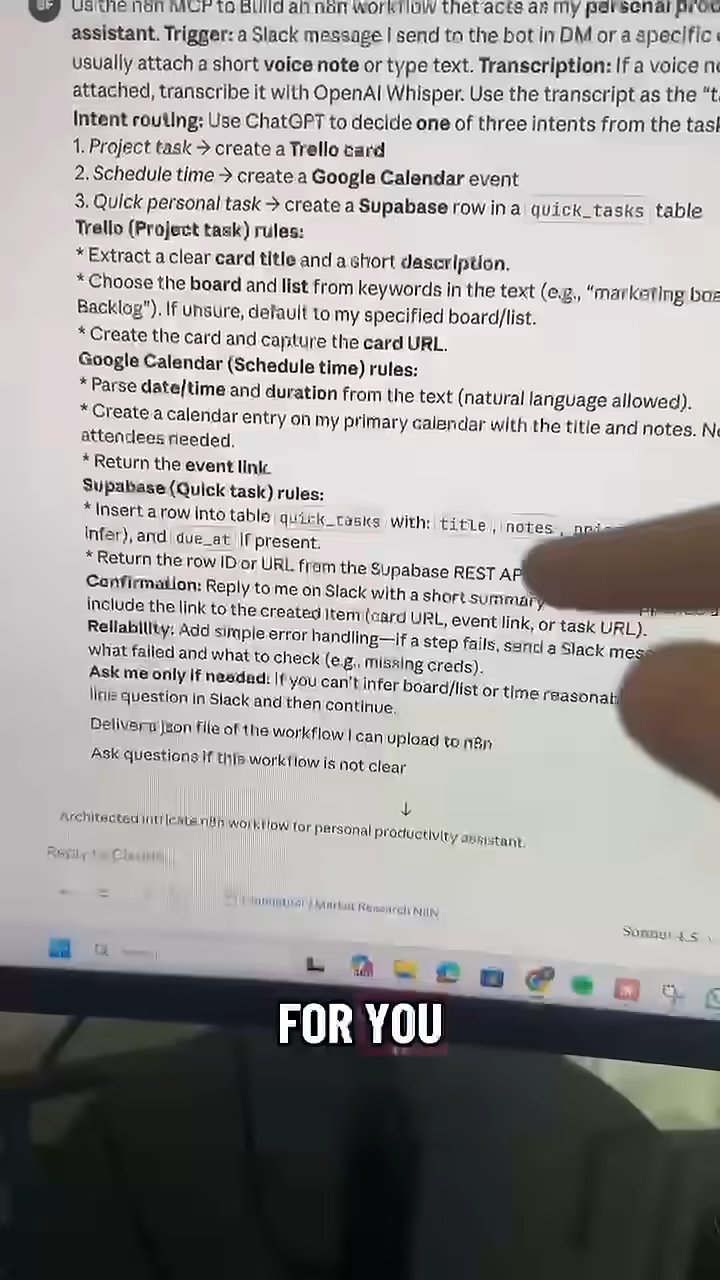 Us the n8n MCP to Build an n8n workflow thet acts as my personal
assistant. Trigger: a Slack message I send to the bot in DM or a specific
usually attach a short voice note or type text. Transcription: If a voice
attached, transcribe it with OpenAI Whisper. Use the transcript as the
Intent routing: Use ChatGPT to decide one of three intents from the
1. Project task → create a Trello card
2. Schedule time → create a Google Calendar event
3. Quick personal task → create a Supabase row in a quick_tasks table
Trello (Project task) rules:
* Extract a clear card title and a short description.
* Choose the board and list from keywords in the text (e.g., "marketing
Backlog"). If unsure, default to my specified board/list.
* Create the card and capture the card URL.
Google Calendar (Schedule time) rules:
* Parse date/time and duration from the text (natural language allowed).
* Create a calendar entry on my primary calendar with the title and notes. No
attendees needed.
* Return the event link.
Supabase (Quick task) rules:
* Insert a row into table quick_tasks with: title, notes,
infer), and due_at if present.
* Return the row ID or URL from the Supabase REST
Confirmation: Reply to me on Slack with a short summary
include the link to the created item (card URL, event link, or task URL).
Reliability: Add simple error handling—if a step fails, send a Slack
what failed and what to check (e.g., missing creds).
Ask me only if needed: If you can't infer board/list or time
line question in Slack and then continue.
Deliver a json file of the workflow I can upload to n8n
Ask questions if this workflow is not clear
↓
Architected intricate n8n workflow for personal productivity assistant.
Reply to Claude...
Market Research N8N
Sonnet 4.5
FOR YOU